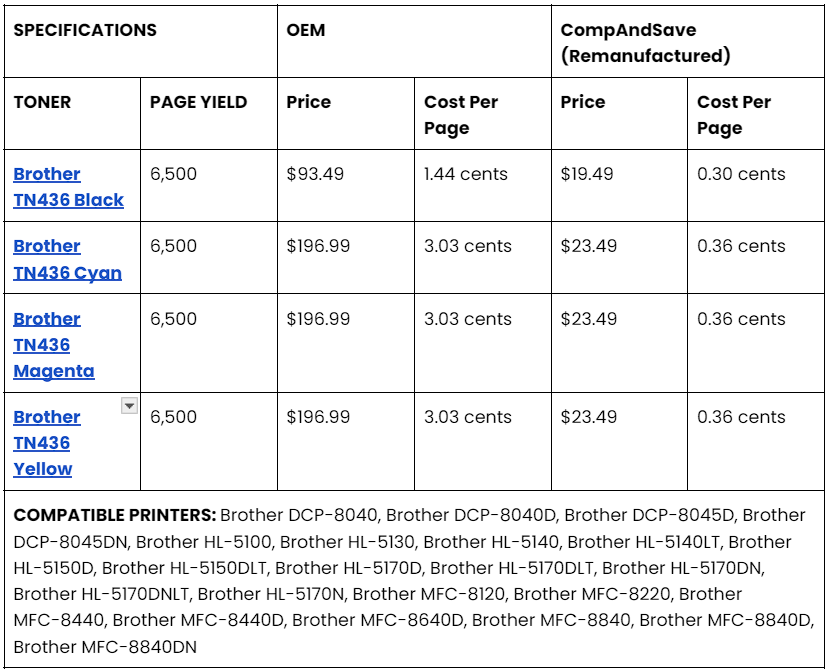 SPECIFICATIONS OEM CompAndSave
(Remanufactured)
TONER PAGE YIELD Price Cost Per Price Cost Per
Page Page
Brother 6,500 $93.49 1.44 cents $19.49 0.30 cents
TN436 Black
Brother 6,500 $196.99 3.03 cents $23.49 0.36 cents
TN436 Cyan
Brother 6,500 $196.99 3.03 cents $23.49 0.36 cents
TN436
Magenta
Brother 6,500 $196.99 3.03 cents $23.49 0.36 cents
TN436
Yellow
COMPATIBLE PRINTERS: Brother DCP-8040, Brother DCP-8040D, Brother DCP-8045D, Brother
DCP-8045DN, Brother HL-5100, Brother HL-5130, Brother HL-5140, Brother HL-5140LT, Brother
HL-5150D, Brother HL-5150DLT, Brother HL-5170D, Brother HL-5170DLT, Brother HL-5170DN,
Brother HL-5170DNLT, Brother HL-5170N, Brother MFC-8120, Brother MFC-8220, Brother
MFC-8440, Brother MFC-8440D, Brother MFC-8640D, Brother MFC-8840, Brother MFC-8840D,
Brother MFC-8840DN